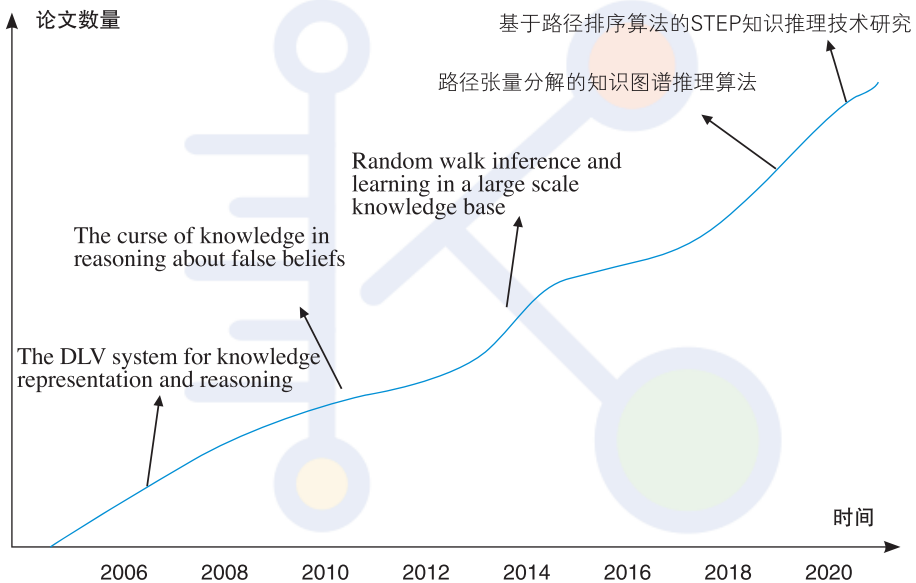 论文数量
基于路径排序算法的STEP知识推理技术研究
路径张量分解的知识图谱推理算法
Random walk inference and
learning in a large scale
knowledge base
The curse of knowledge in
reasoning about false beliefs
The DLV system for knowledge
representation and reasoning
时间
2006 2008 2010 2012 2014 2016 2018 2020